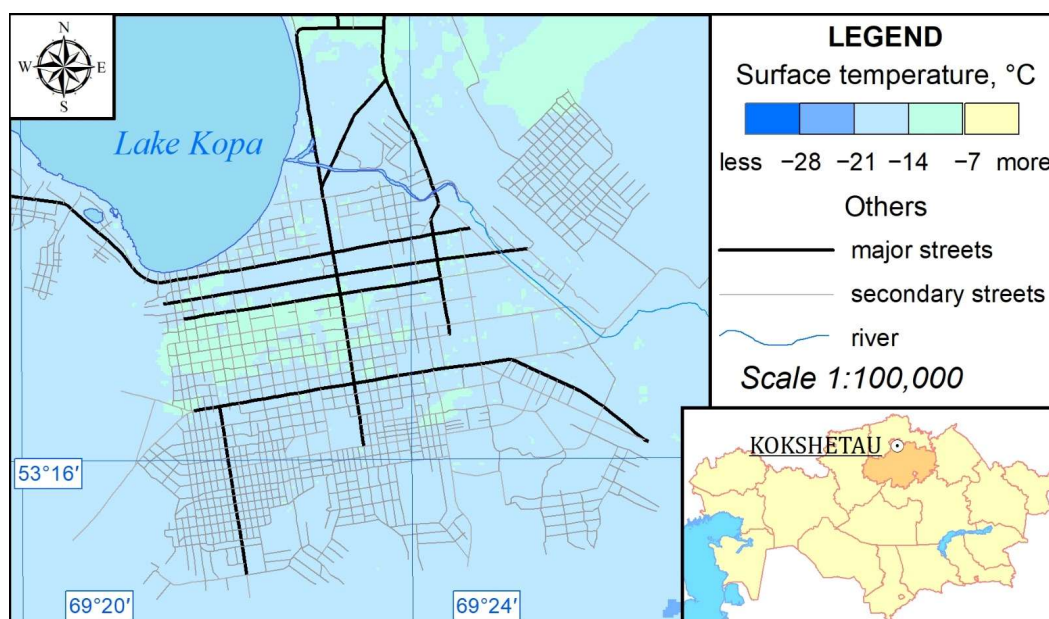 N
W E
S
Lake Kopa
53°16′
69°20′
69°24′
LEGEND
Surface temperature, °C
less −28 −21 −14 −7 more
Others
major streets
secondary streets
river
Scale 1:100,000
KOKSHETAU